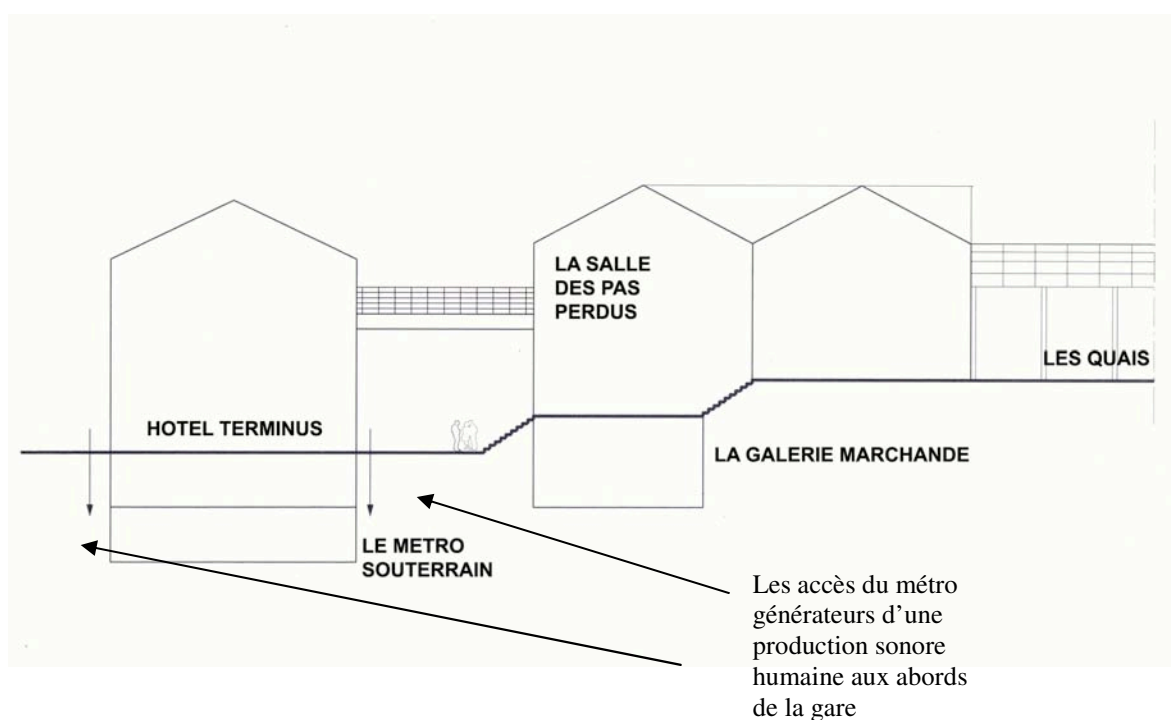 LA SALLE
DES PAS
PERDUS
LES QUAIS
HOTEL TERMINUS
LA GALERIE MARCHANDE
LE METRO
SOUTERRAIN
Les accès du métro
générateurs d’une
production sonore
humaine aux abords
de la gare